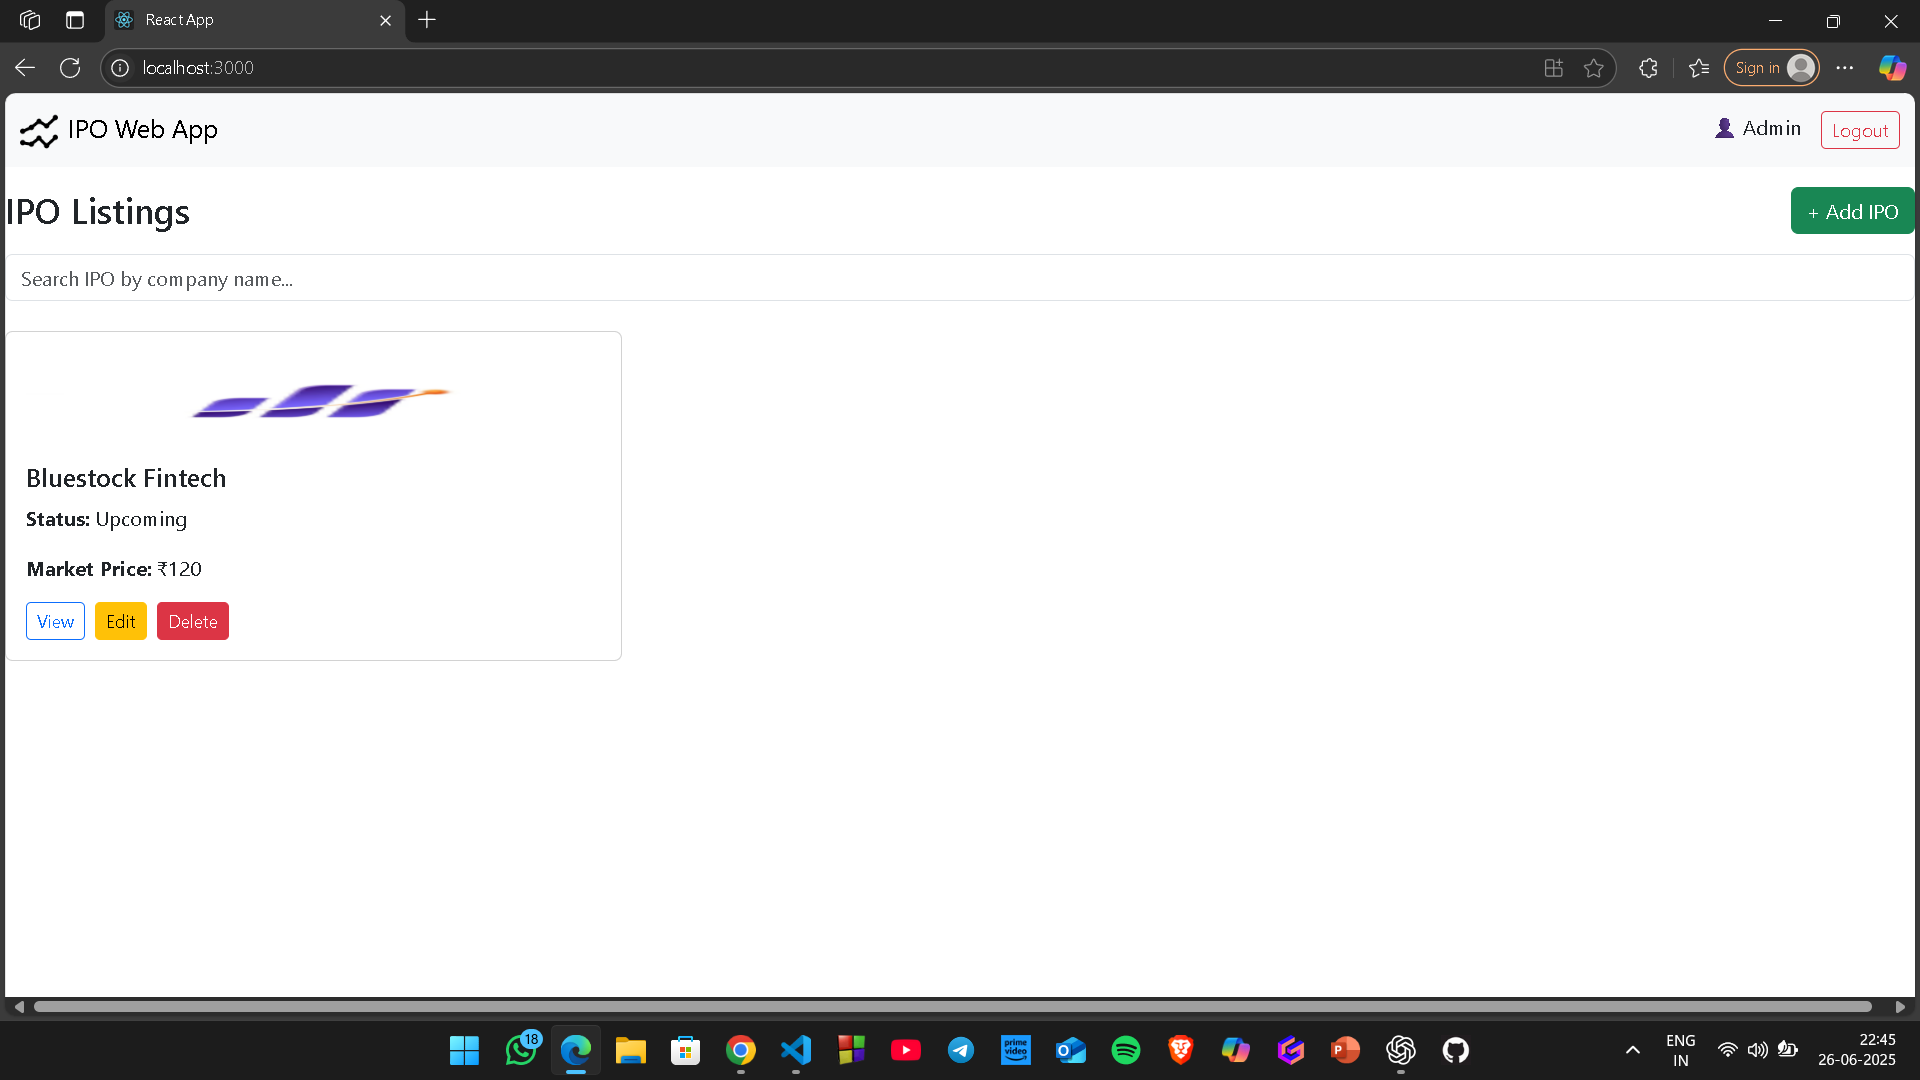 React App
localhost:3000
Sign in
IPO Web App
Admin
Logout
IPO Listings
+ Add IPO
Search IPO by company name...
Bluestock Fintech
Status: Upcoming
Market Price: ₹120
View
Edit
Delete
18
prime video
ENG
IN
22:45
26-06-2025